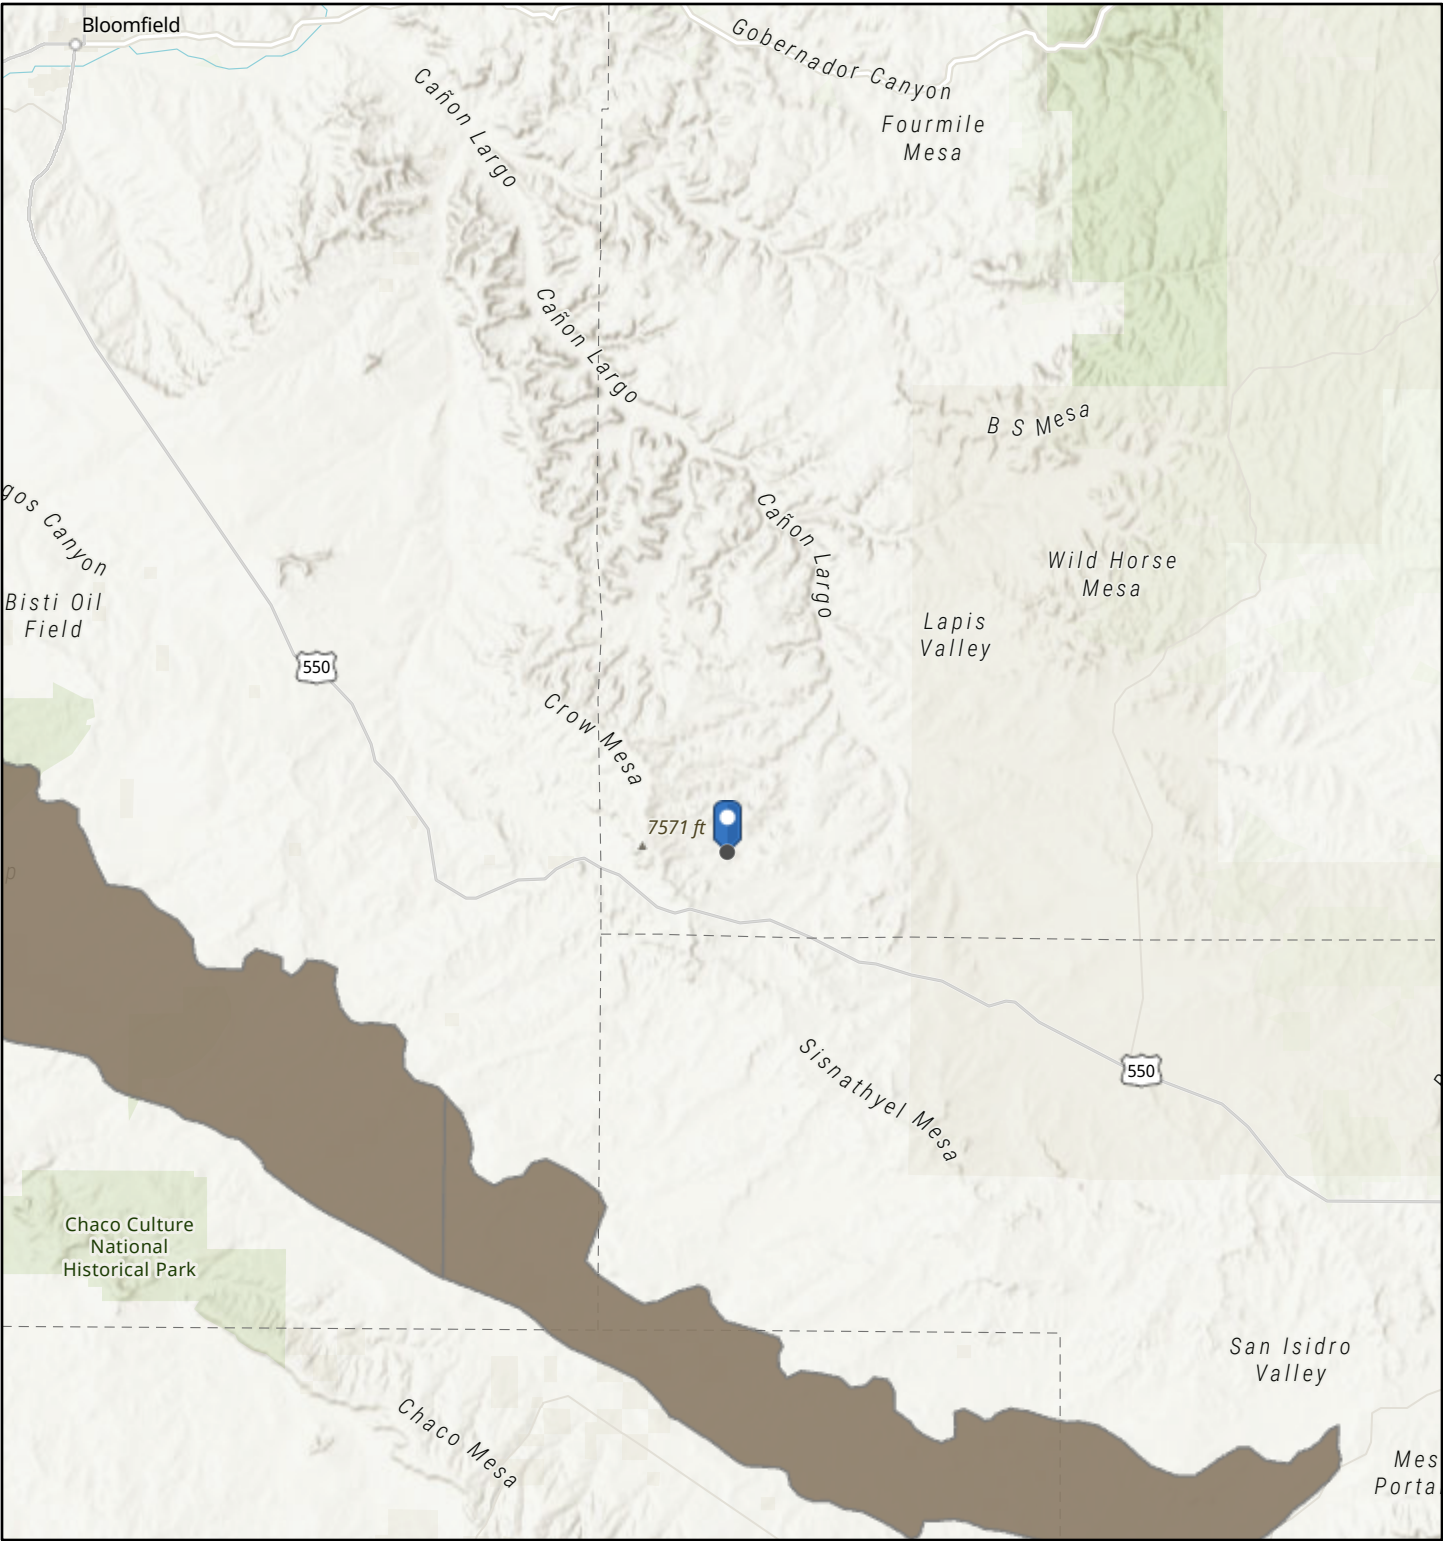 Bloomfield
Gobernador Canyon
Cañon Largo
Fourmile
Mesa
Cañon Largo
B S Mesa
gos Canyon
Cañon Largo
Wild Horse
Mesa
Bisti Oil
Field
Lapis
Valley
550
Crow Mesa
7571 ft
p
Sisnathyel Mesa
550
Chaco Culture
National
Historical Park
San Isidro
Valley
Chaco Mesa
Mes
Porta